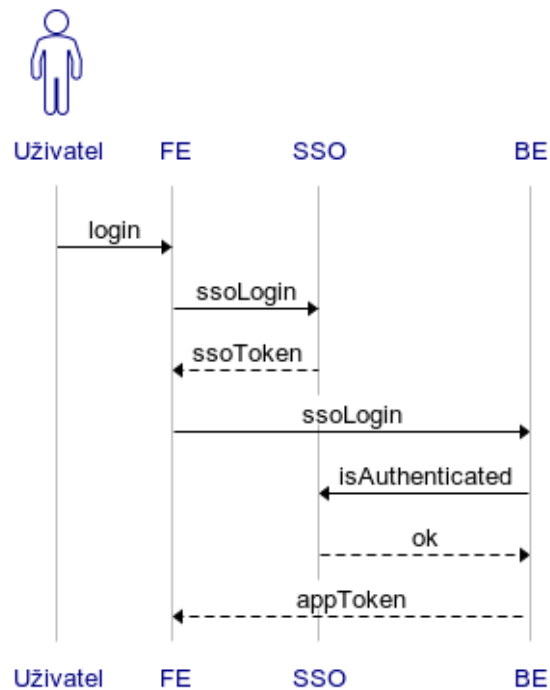 Uživatel FE SSO BE
login
ssoLogin
ssoToken
ssoLogin
isAuthenticated
ok
appToken
Uživatel FE SSO BE